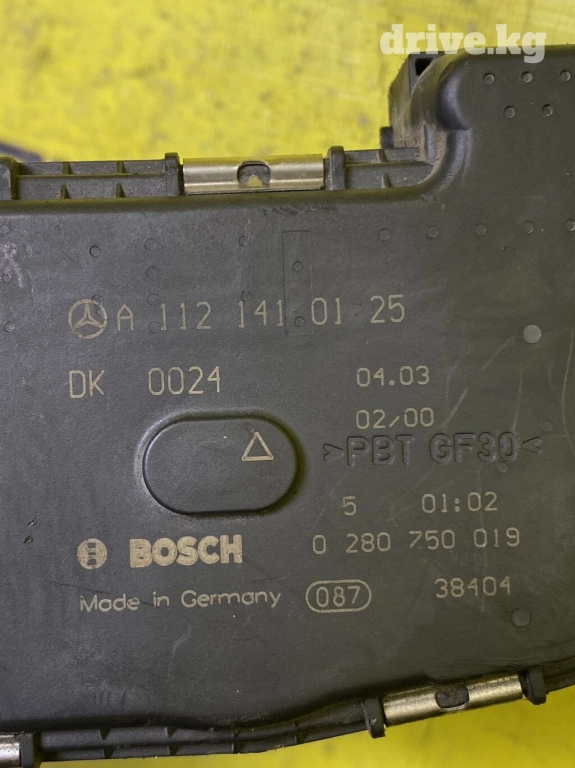 drive.kg
A 112 141 01 25
DK 0024 04.03
02/00
>PBT GF30<
5 01:02
BOSCH 0 280 750 019
Made in Germany 087 38404